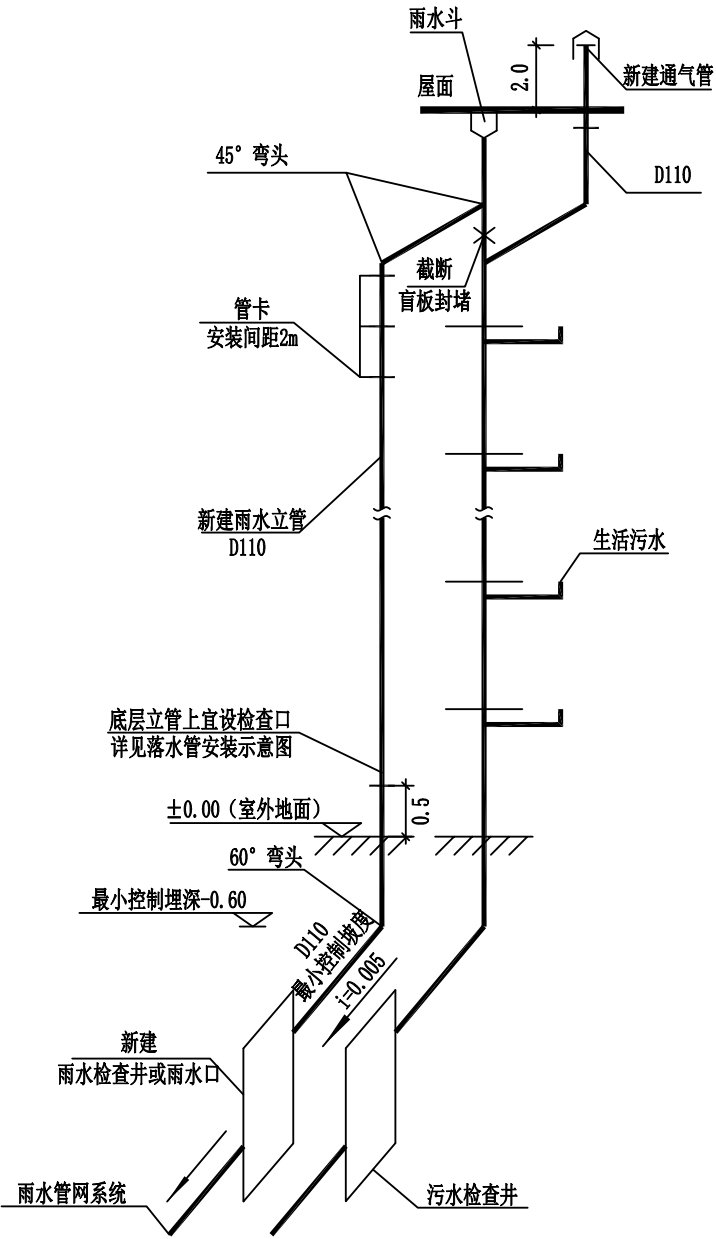 雨水斗
新建通气管
2.0
屋面
D110
45°弯头
截断
盲板封堵
管卡
安装间距2m
新建雨水立管
D110
生活污水
底层立管上宜设检查口
详见落水管安装示意图
±0.00（室外地面）
0.5
60°弯头
最小控制埋深-0.60
D110
最小控制坡度
i=0.005
新建
雨水检查井或雨水口
雨水管网系统
污水检查井